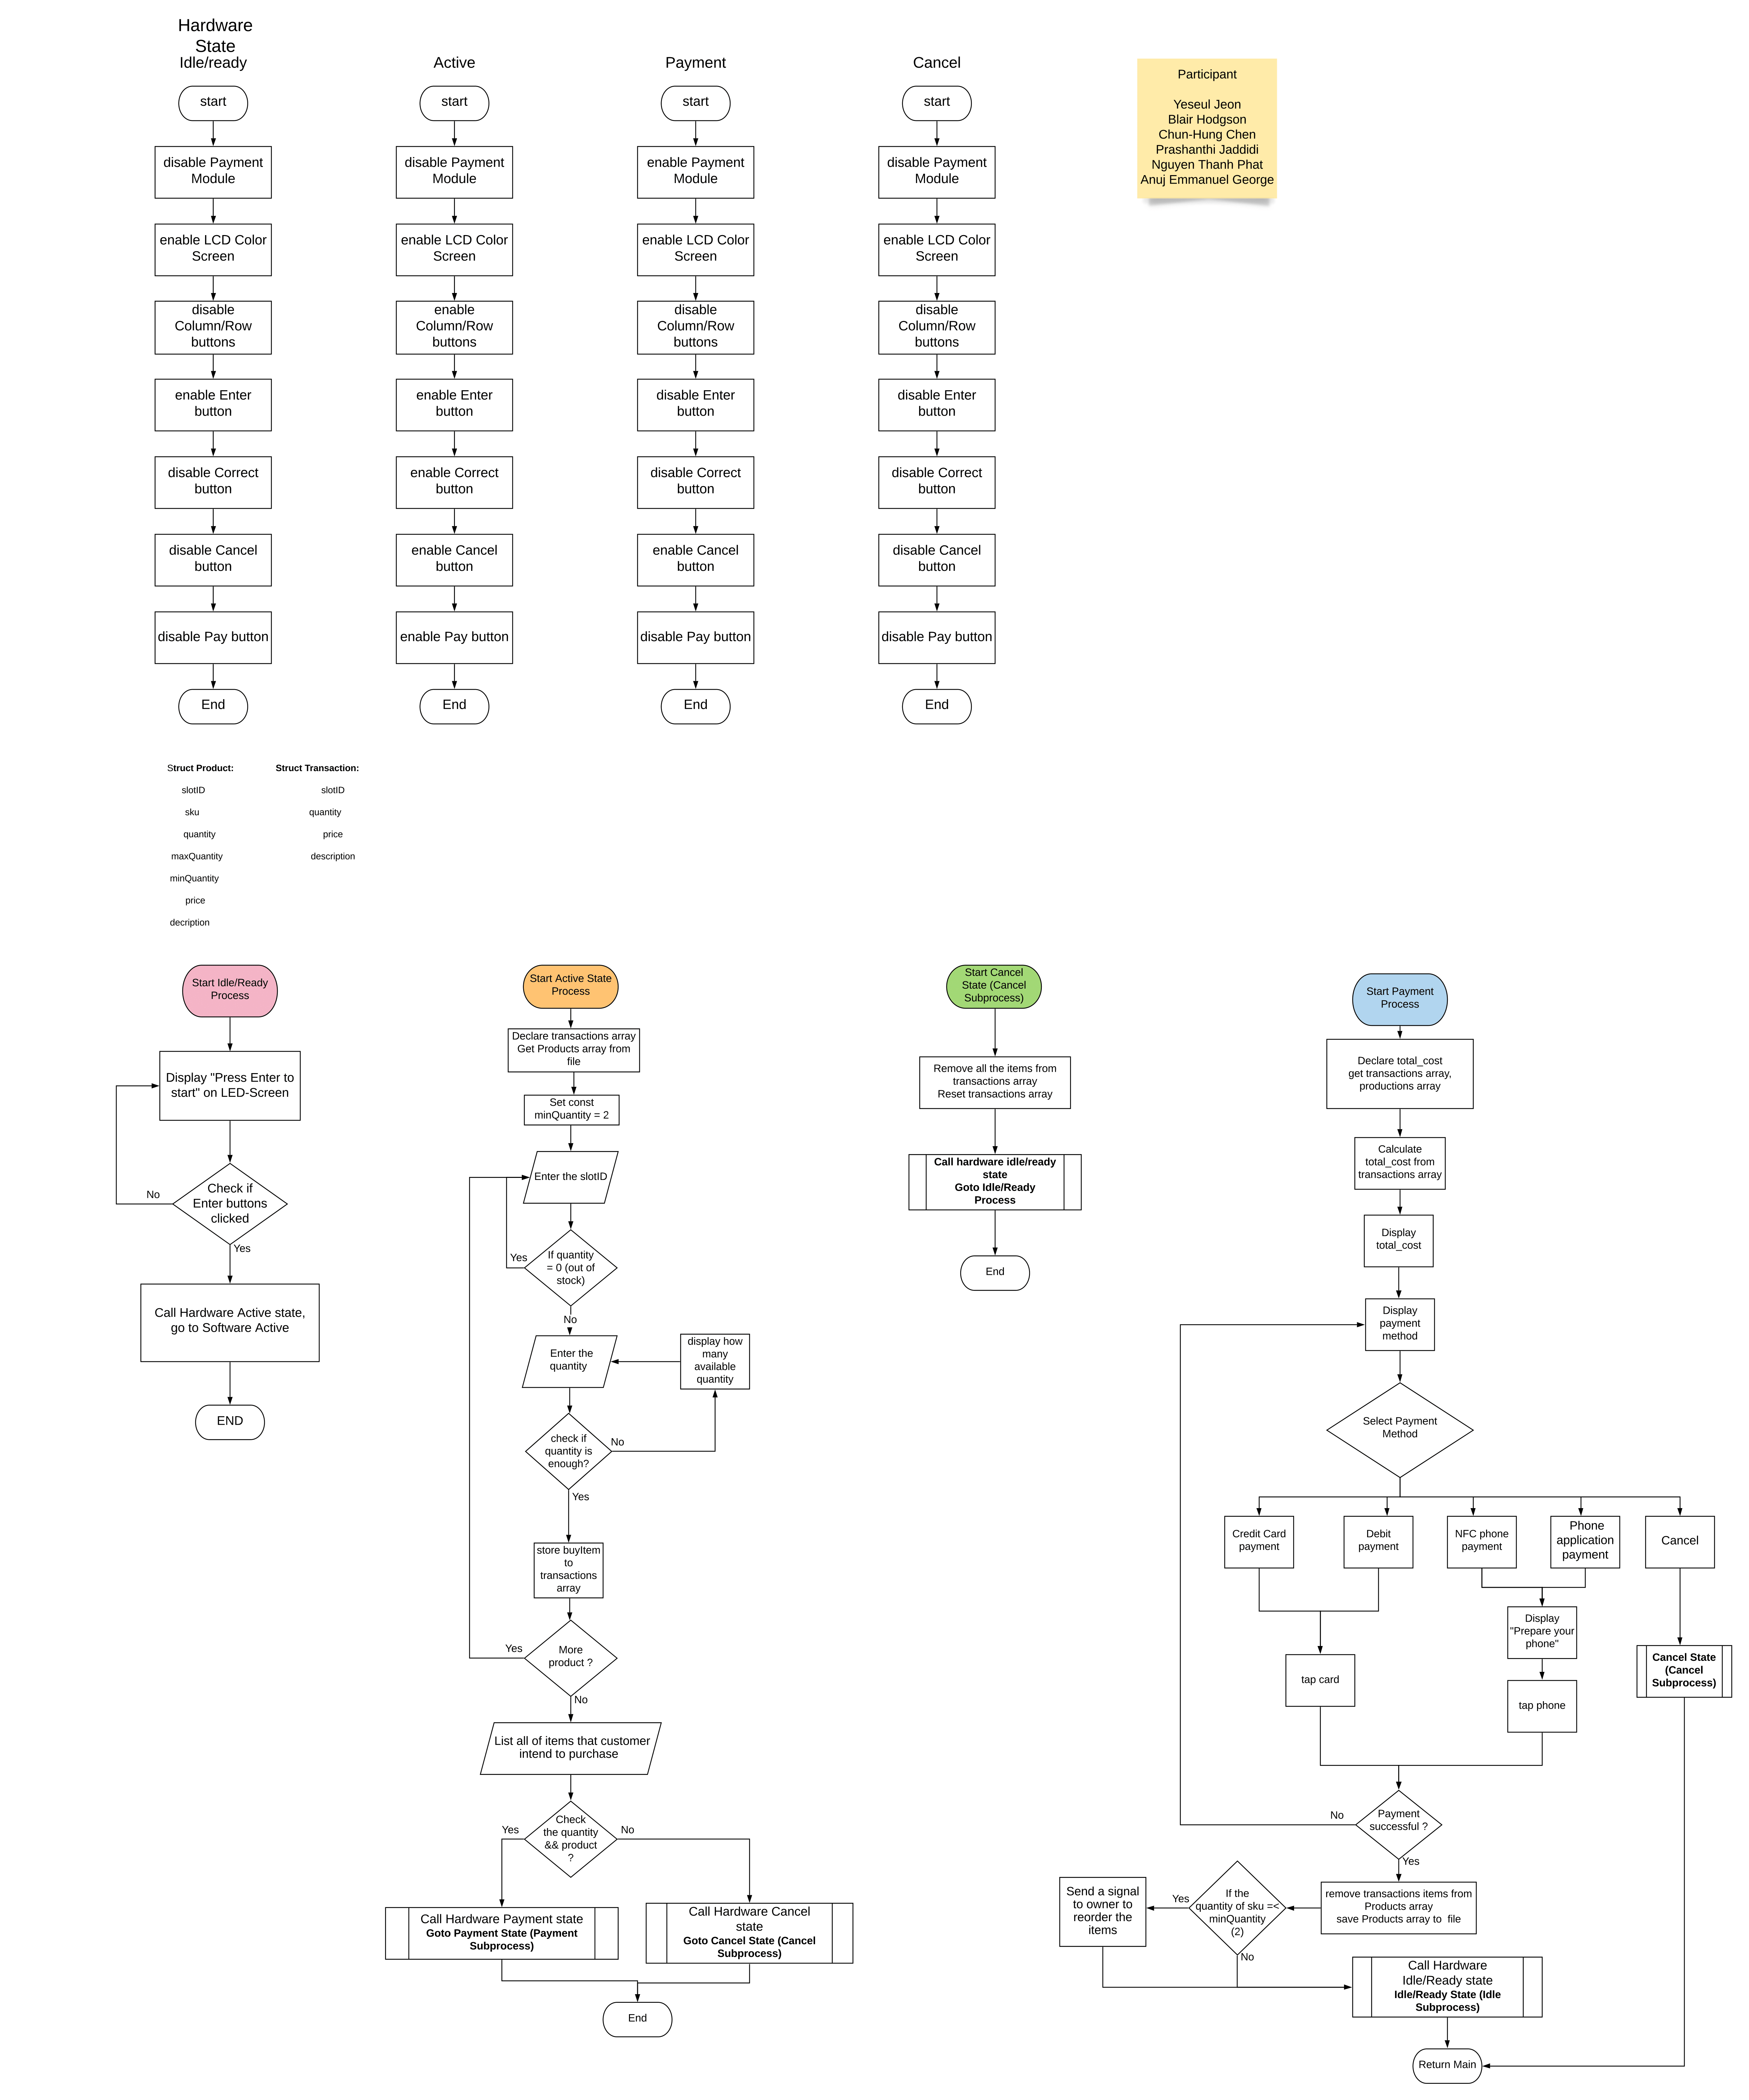 Hardware
State
Idle/ready
start
disable Payment
Module
enable LCD Color
Screen
disable
Column/Row
buttons
enable Enter
button
disable Correct
button
disable Cancel
button
disable Pay button
End
Active
start
disable Payment
Module
enable LCD Color
Screen
enable
Column/Row
buttons
enable Enter
button
enable Correct
button
enable Cancel
button
enable Pay button
End
Payment
start
enable Payment
Module
enable LCD Color
Screen
disable
Column/Row
buttons
disable Enter
button
disable Correct
button
enable Cancel
button
disable Pay button
End
Cancel
start
disable Payment
Module
enable LCD Color
Screen
disable
Column/Row
buttons
disable Enter
button
disable Correct
button
disable Cancel
button
disable Pay button
End
Participant
Yeseul Jeon
Blair Hodgson
Chun-Hung Chen
Prashanthi Jaddidi
Nguyen Thanh Phat
Anuj Emmanuel George
Struct Product:
slotID
sku
quantity
maxQuantity
minQuantity
price
decription
Struct Transaction:
slotID
quantity
price
description
Start Idle/Ready
Process
Display "Press Enter to
start" on LED-Screen
Check if
Enter buttons
clicked
No
Yes
Call Hardware Active state,
go to Software Active
END
Start Active State
Process
Declare transactions array
Get Products array from
file
Set const
minQuantity = 2
Enter the slotID
If quantity
= 0 (out of
stock)
Yes
No
Enter the
quantity
display how
many
available
quantity
check if
quantity is
enough?
No
Yes
store buyItem
to
transactions
array
More
product ?
Yes
No
List all of items that customer
intend to purchase
Check
the quantity
&& product
?
Yes
No
Call Hardware Payment state
Goto Payment State (Payment
Subprocess)
Call Hardware Cancel
state
Goto Cancel State (Cancel
Subprocess)
End
Start Cancel
State (Cancel
Subprocess)
Remove all the items from
transactions array
Reset transactions array
Call hardware idle/ready
state
Goto Idle/Ready
Process
End
Start Payment
Process
Declare total_cost
get transactions array,
productions array
Calculate
total_cost from
transactions array
Display
total_cost
Display
payment
method
Select Payment
Method
Credit Card
payment
Debit
payment
NFC phone
payment
Phone
application
payment
Cancel
Display
"Prepare your
phone"
tap card
tap phone
Cancel State
(Cancel
Subprocess)
Payment
successful ?
No
Yes
remove transactions items from
Products array
save Products array to file
If the
quantity of sku =<
minQuantity
(2)
Yes
No
Send a signal
to owner to
reorder the
items
Call Hardware
Idle/Ready state
Idle/Ready State (Idle
Subprocess)
Return Main